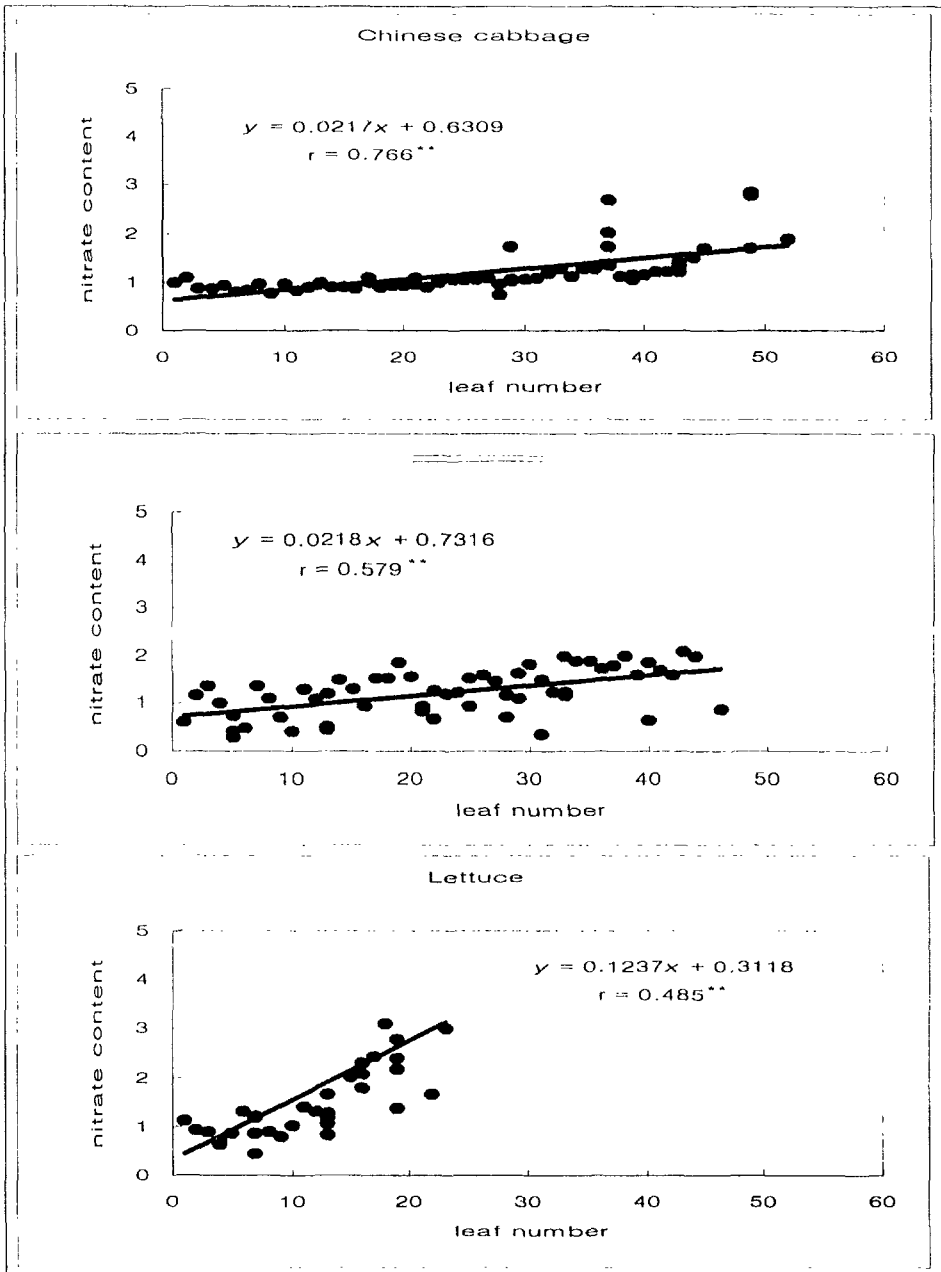 Chinese cabbage
5
4
3
2
1
0
nitrate content
y = 0.0217x + 0.6309
r = 0.766**
0 10 20 30 40 50 60
leaf number
5
4
3
2
1
0
nitrate content
y = 0.0218x + 0.7316
r = 0.579**
0 10 20 30 40 50 60
leaf number
Lettuce
5
4
3
2
1
0
nitrate content
y = 0.1237x + 0.3118
r = 0.485**
0 10 20 30 40 50 60
leaf number